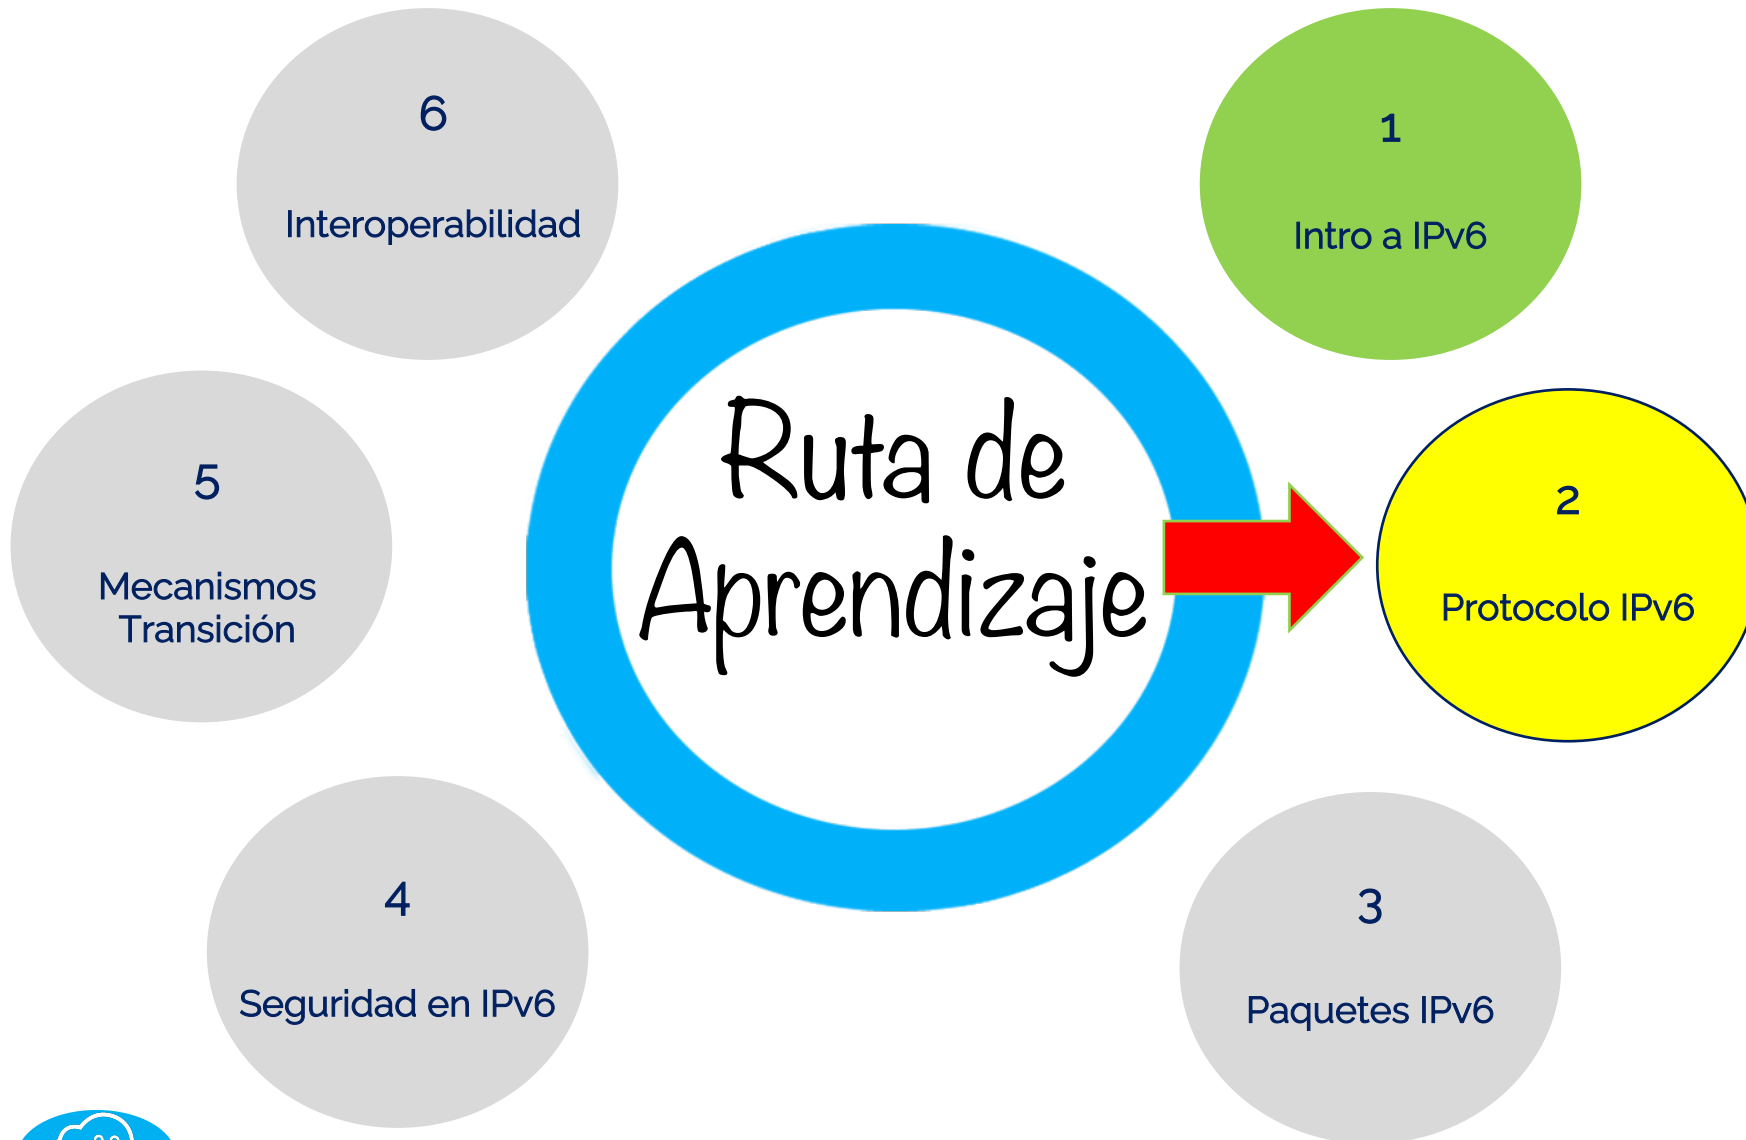 Ruta de
Aprendizaje
1
Intro a IPv6
2
Protocolo IPv6
3
Paquetes IPv6
4
Seguridad en IPv6
5
Mecanismos
Transición
6
Interoperabilidad